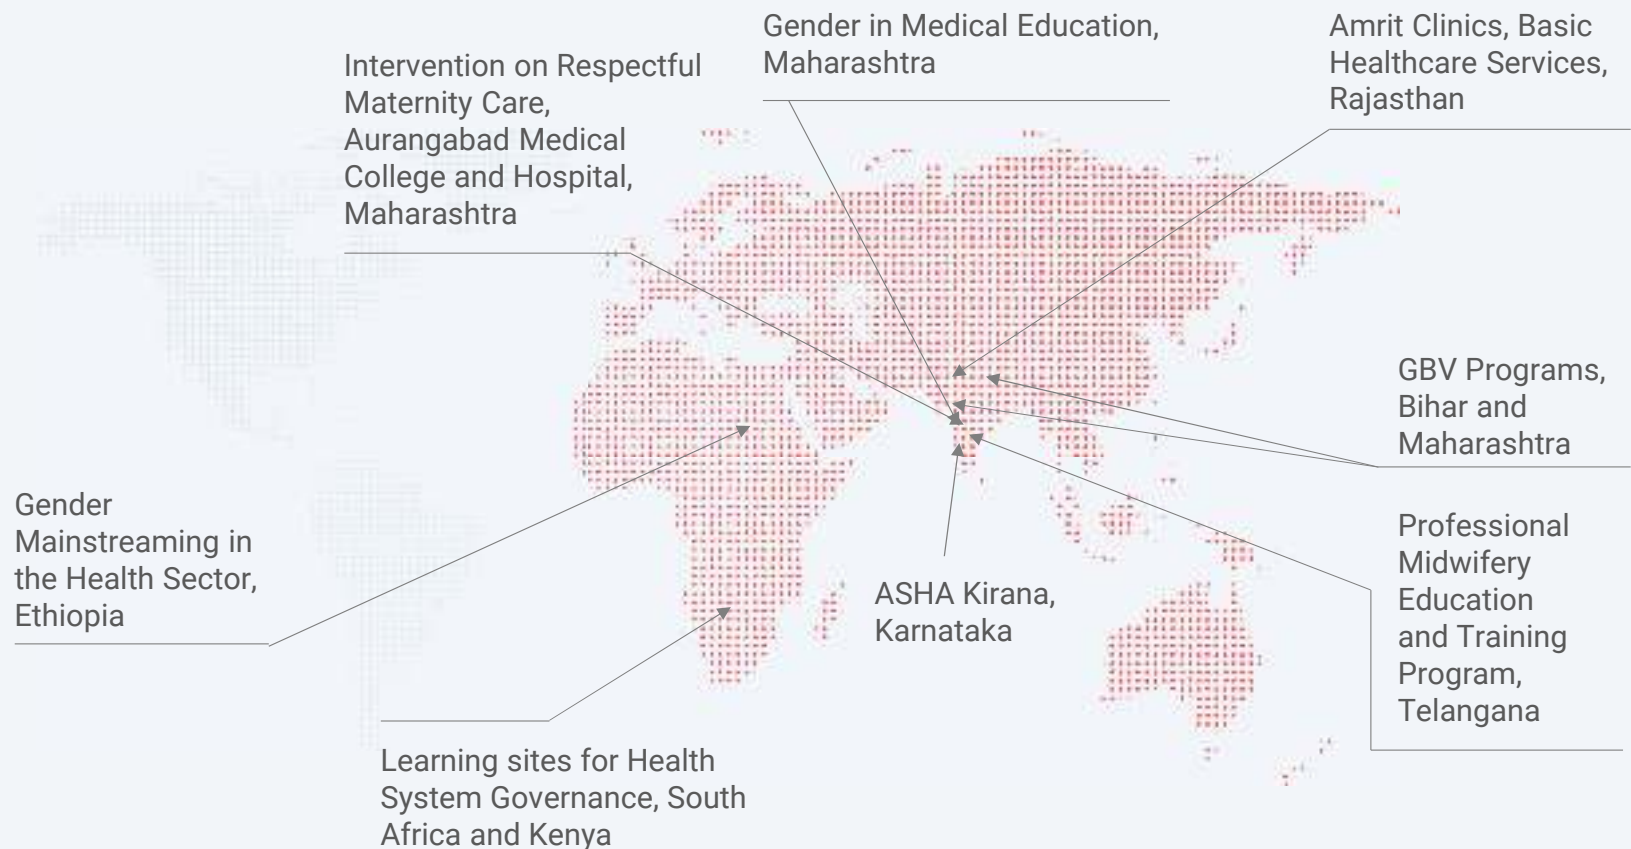 Gender in Medical Education,
Maharashtra
Amrit Clinics, Basic
Healthcare Services,
Rajasthan
Intervention on Respectful
Maternity Care,
Aurangabad Medical
College and Hospital,
Maharashtra
GBV Programs,
Bihar and
Maharashtra
Gender
Mainstreaming in
the Health Sector,
Ethiopia
Professional
Midwifery
Education
and Training
Program,
Telangana
ASHA Kirana,
Karnataka
Learning sites for Health
System Governance, South
Africa and Kenya